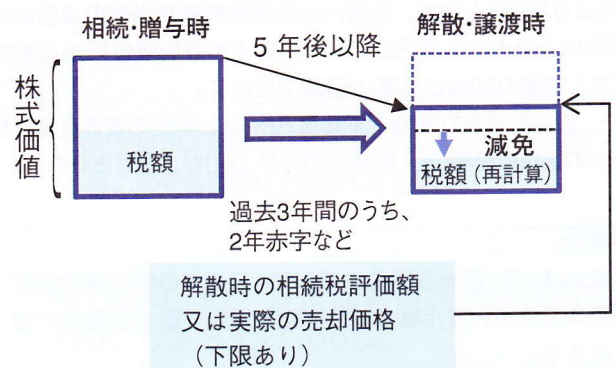 相続・贈与時
解散・譲渡時
5年後以降
株式価値
税額
減免
税額(再計算)
過去3年間のうち、
2年赤字など
解散時の相続税評価額
又は実際の売却価格
(下限あり)